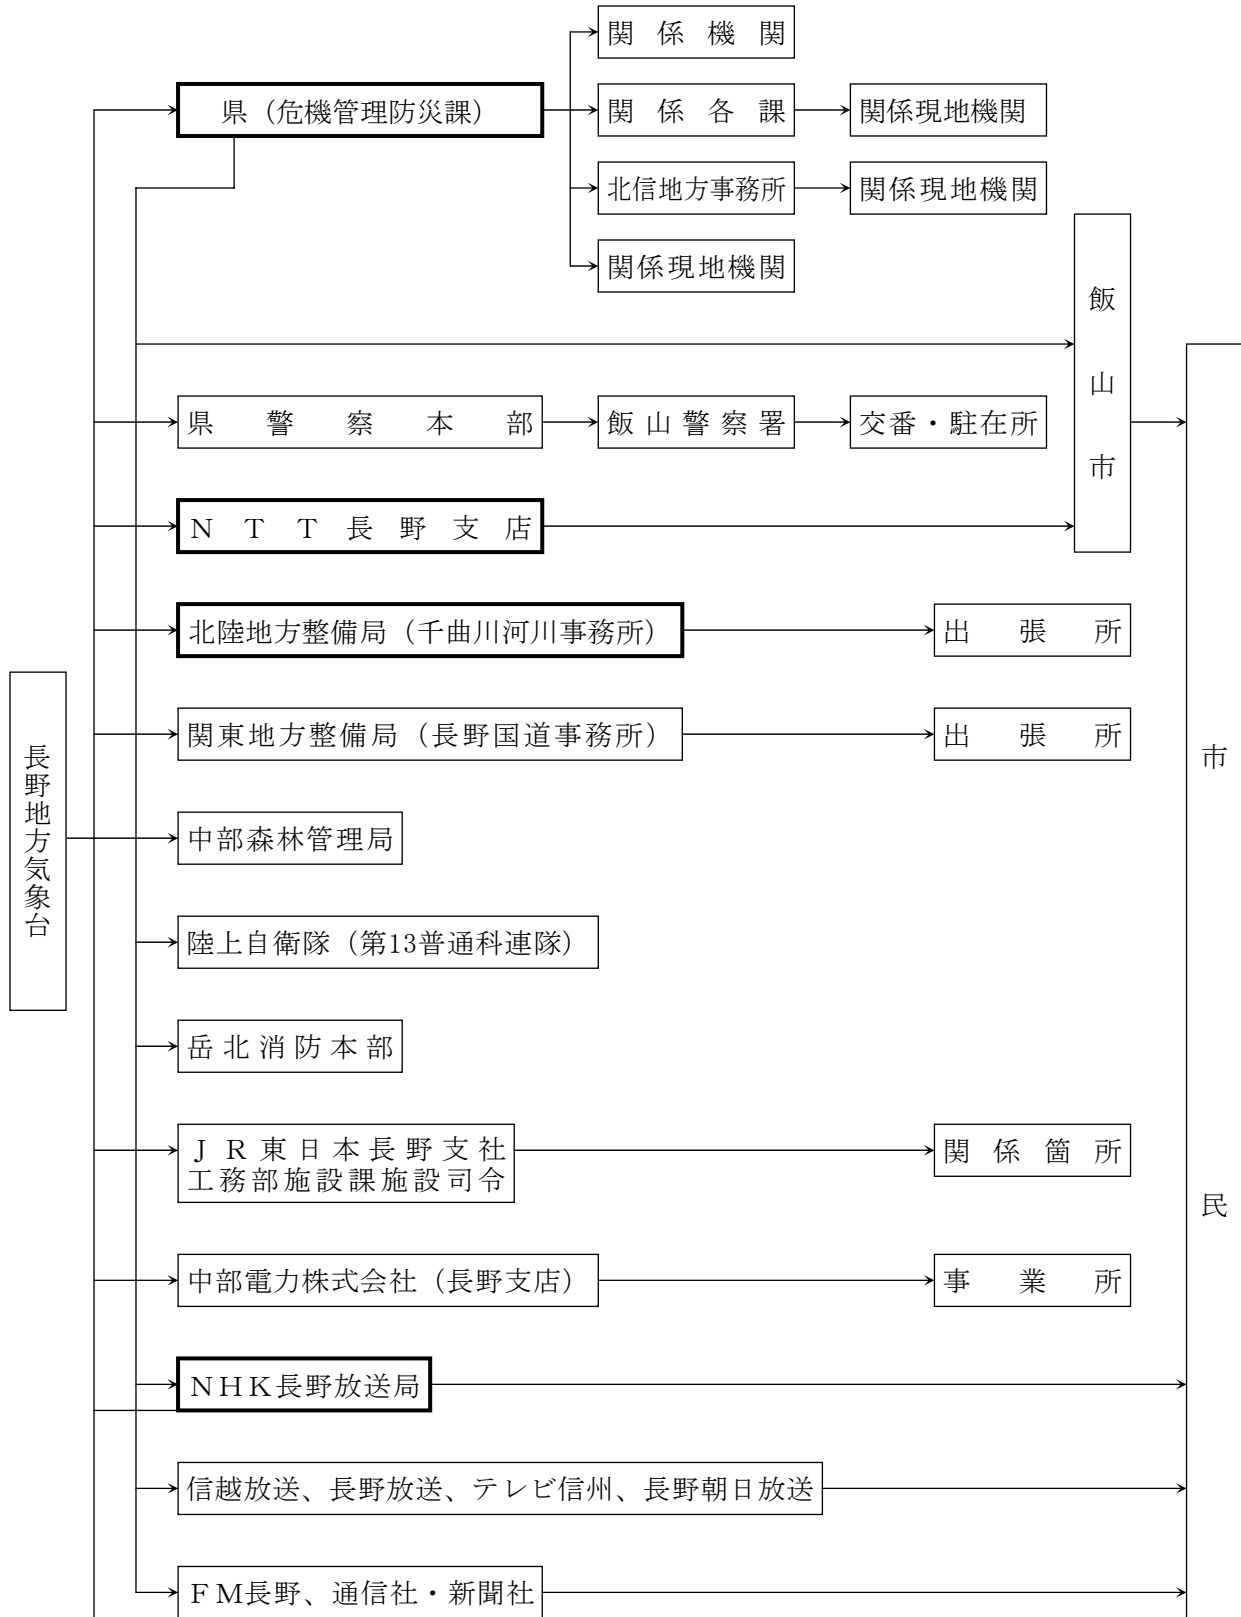 関係機関
県（危機管理防災課）
関係各課
関係現地機関
北信地方事務所
関係現地機関
関係現地機関
飯山市
県警察本部
飯山警察署
交番・駐在所
ＮＴＴ長野支店
北陸地方整備局（千曲川河川事務所）
出張所
関東地方整備局（長野国道事務所）
出張所
長野地方気象台
市民
中部森林管理局
陸上自衛隊（第13普通科連隊）
岳北消防本部
ＪＲ東日本長野支社
工務部施設課施設司令
関係箇所
中部電力株式会社（長野支店）
事業所
ＮＨＫ長野放送局
信越放送、長野放送、テレビ信州、長野朝日放送
ＦＭ長野、通信社・新聞社